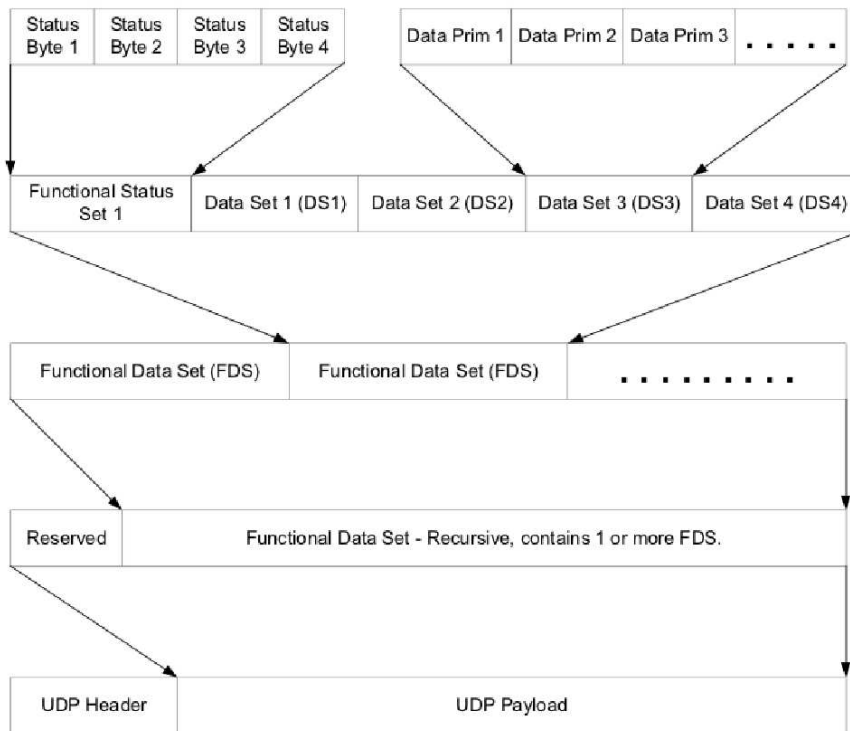 Status Byte 1
Status Byte 2
Status Byte 3
Status Byte 4
Data Prim 1
Data Prim 2
Data Prim 3
. . . . .
Functional Status Set 1
Data Set 1 (DS1)
Data Set 2 (DS2)
Data Set 3 (DS3)
Data Set 4 (DS4)
Functional Data Set (FDS)
Functional Data Set (FDS)
. . . . . . . . .
Reserved
Functional Data Set - Recursive, contains 1 or more FDS.
UDP Header
UDP Payload